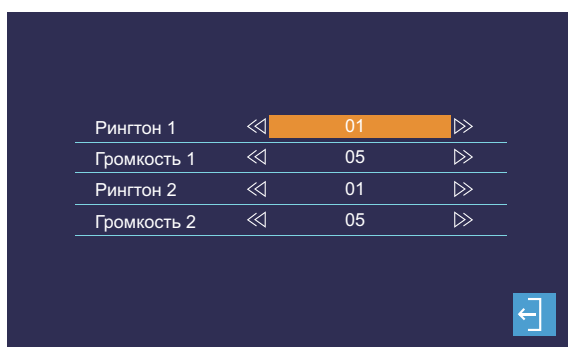 Рингтон 1 01
Громкость 1 05
Рингтон 2 01
Громкость 2 05